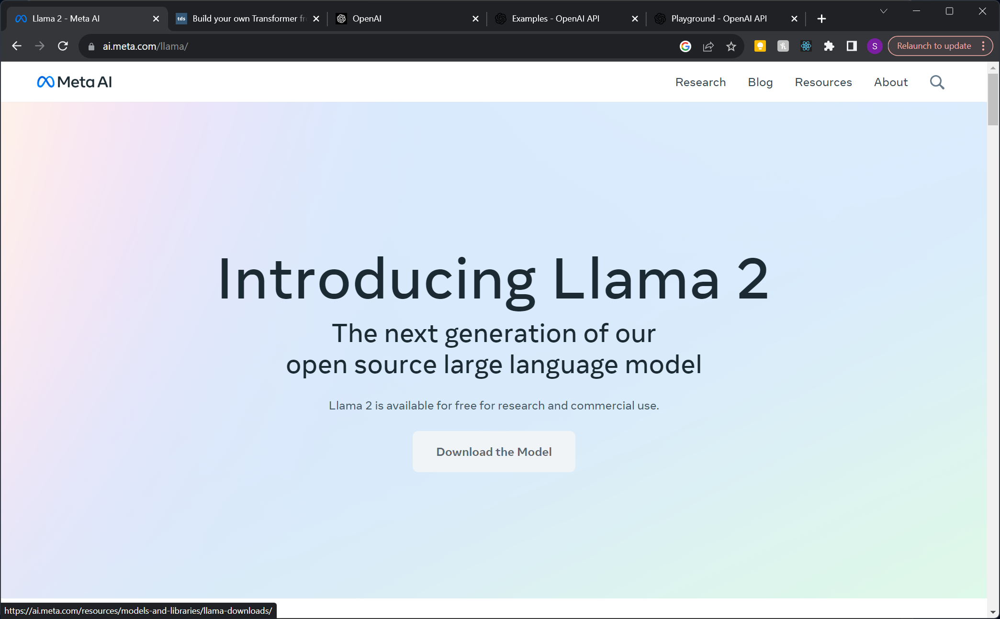 Llama 2 - Meta AI
tds Build your own Transformer fr
OpenAI
Examples - OpenAI API
Playground - OpenAI API
ai.meta.com/llama/
S
Relaunch to update
Meta AI
Research
Blog
Resources
About
Introducing Llama 2
The next generation of our
open source large language model
Llama 2 is available for free for research and commercial use.
Download the Model
https://ai.meta.com/resources/models-and-libraries/llama-downloads/